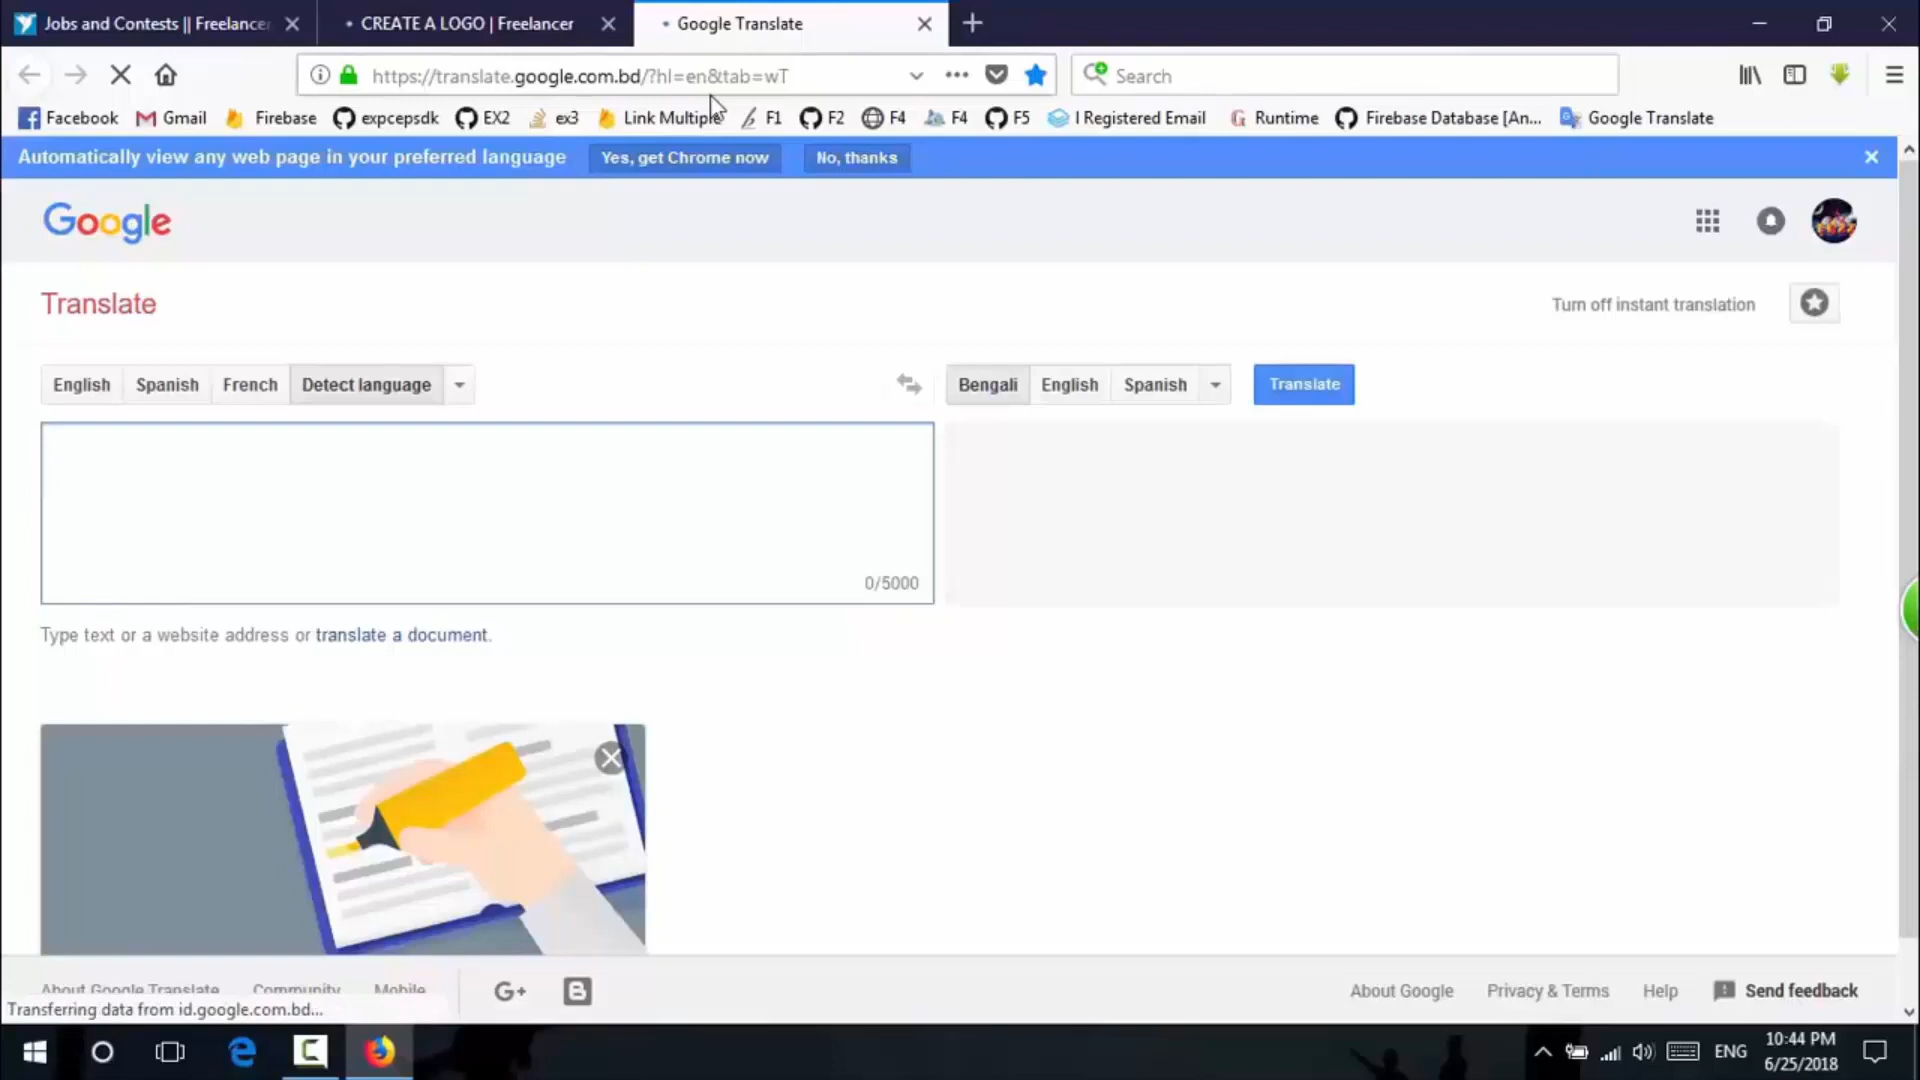 Jobs and Contests || Freelancer
CREATE A LOGO | Freelancer
Google Translate
https://translate.google.com.bd/?hl=en&tab=wT
Search
Facebook Gmail Firebase expcepsdk EX2 ex3 Link Multiple F1 F2 F4 F4 F5 I Registered Email Runtime Firebase Database [An... Google Translate
Automatically view any web page in your preferred language Yes, get Chrome now No, thanks
Google
Translate
Turn off instant translation
English Spanish French Detect language
Bengali English Spanish Translate
0/5000
Type text or a website address or translate a document.
About Google Translate Community Mobile G+ B
About Google Privacy & Terms Help Send feedback
Transferring data from id.google.com.bd...
ENG
10:44 PM
6/25/2018